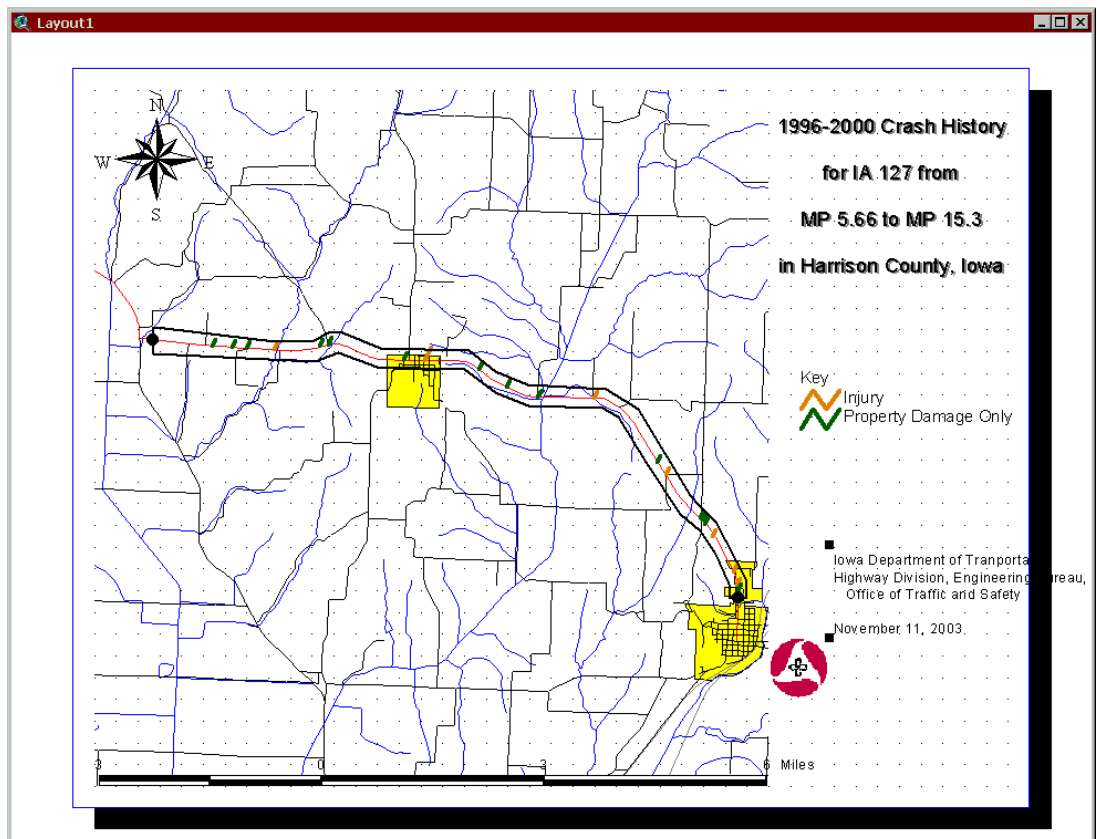 Layout1
N
W E
S
1996-2000 Crash History
for IA 127 from
MP 5.66 to MP 15.3
in Harrison County, Iowa
Key
Injury
Property Damage Only
Iowa Department of Tranporta
Highway Division, Engineering Bureau,
Office of Traffic and Safety
November 11, 2003
3 0 3 6 Miles